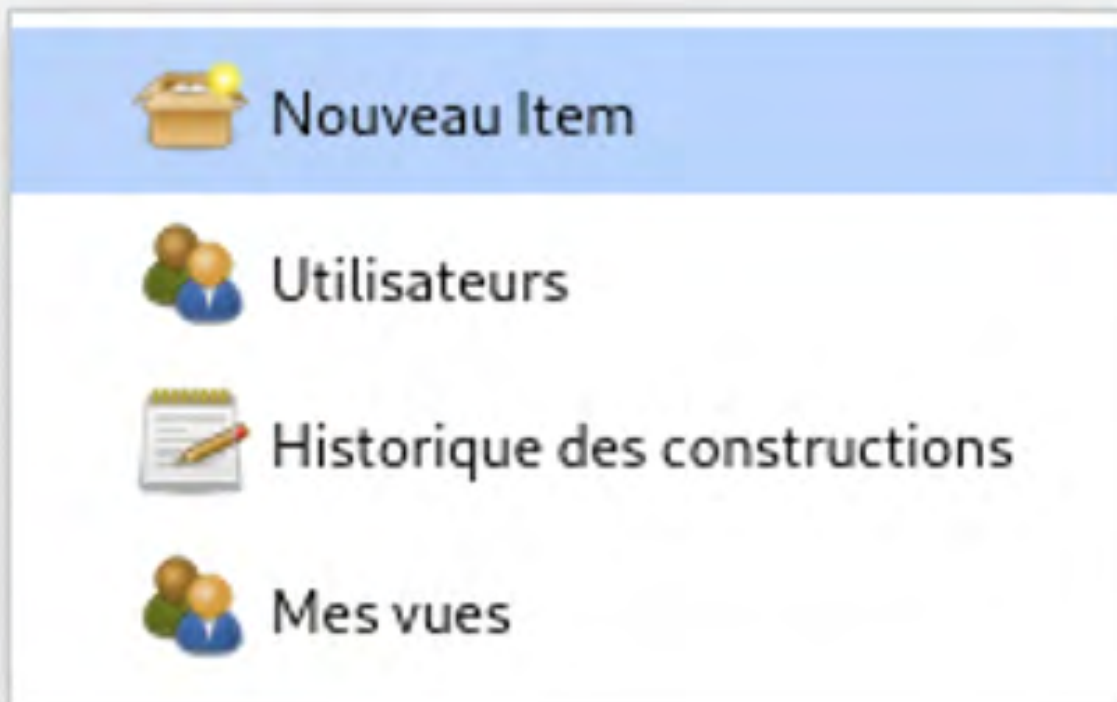 Nouveau Item
Utilisateurs
Historique des constructions
Mes vues